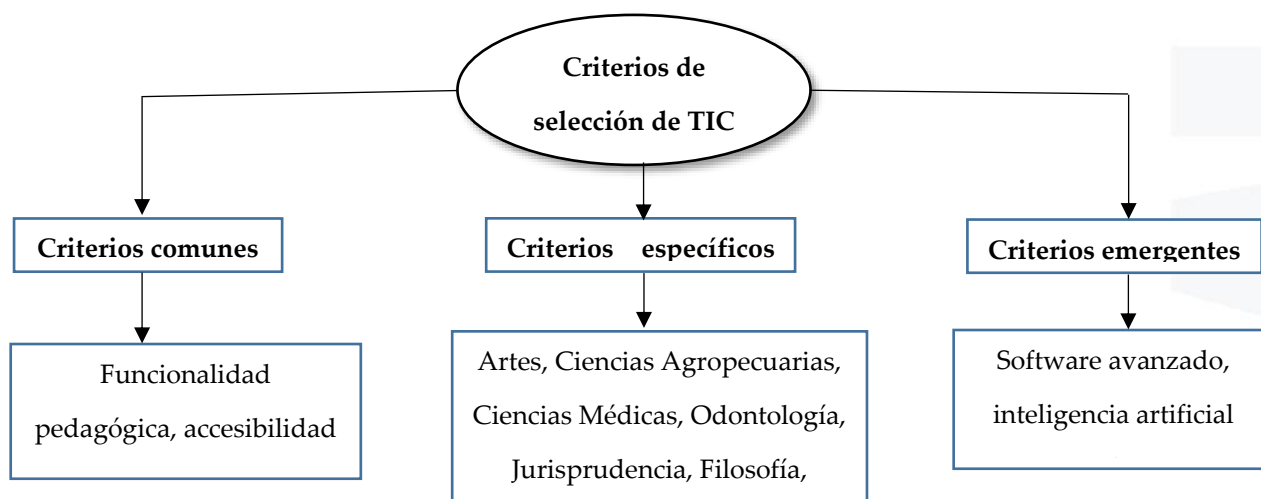 Criterios de
selección de TIC
Criterios comunes
Criterios específicos
Criterios emergentes
Funcionalidad
pedagógica, accesibilidad
Artes, Ciencias Agropecuarias,
Ciencias Médicas, Odontología,
Jurisprudencia, Filosofía,
Software avanzado,
inteligencia artificial